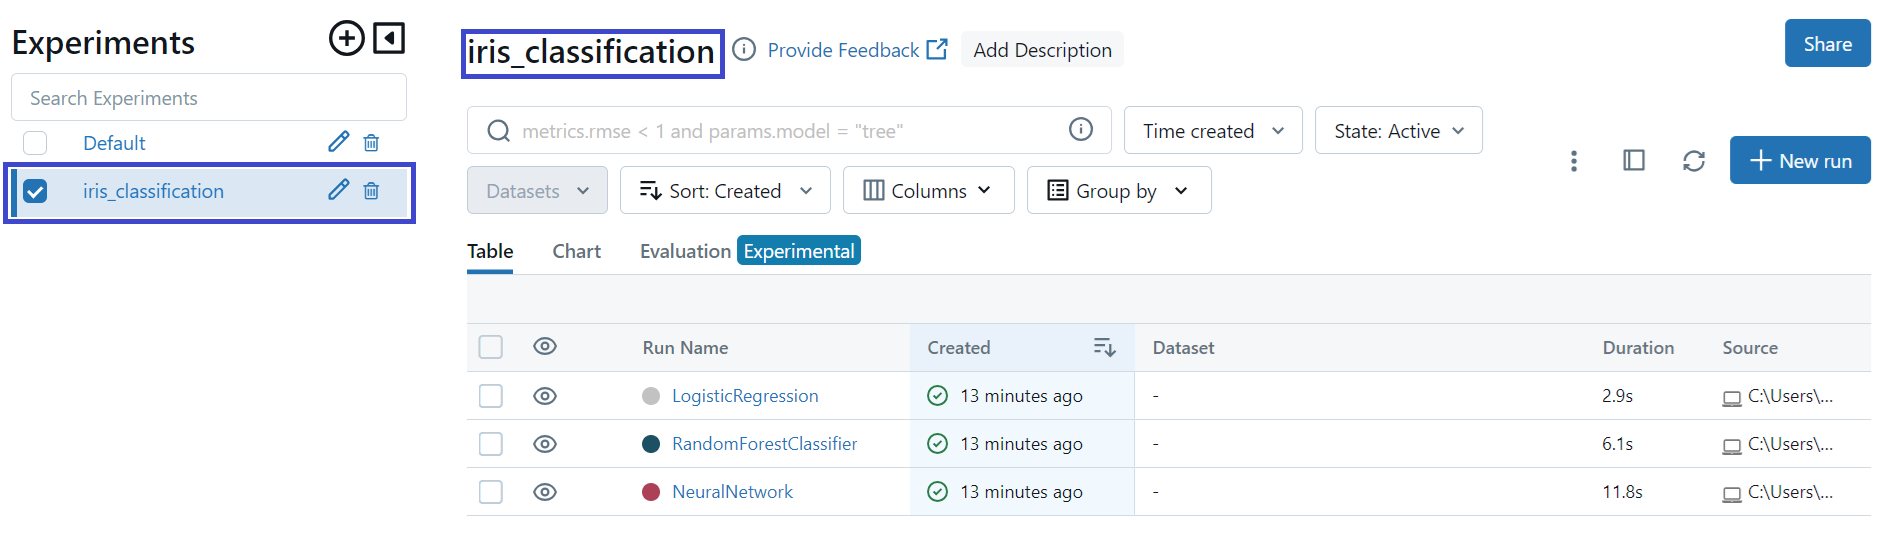 Experiments
Search Experiments
Default
iris_classification
iris_classification Provide Feedback Add Description Share
metrics.rmse < 1 and params.model = "tree" Time created State: Active
New run
Datasets Sort: Created Columns Group by
Table Chart Evaluation Experimental
Run Name Created Dataset Duration Source
LogisticRegression 13 minutes ago - 2.9s C:\Users\...
RandomForestClassifier 13 minutes ago - 6.1s C:\Users\...
NeuralNetwork 13 minutes ago - 11.8s C:\Users\...